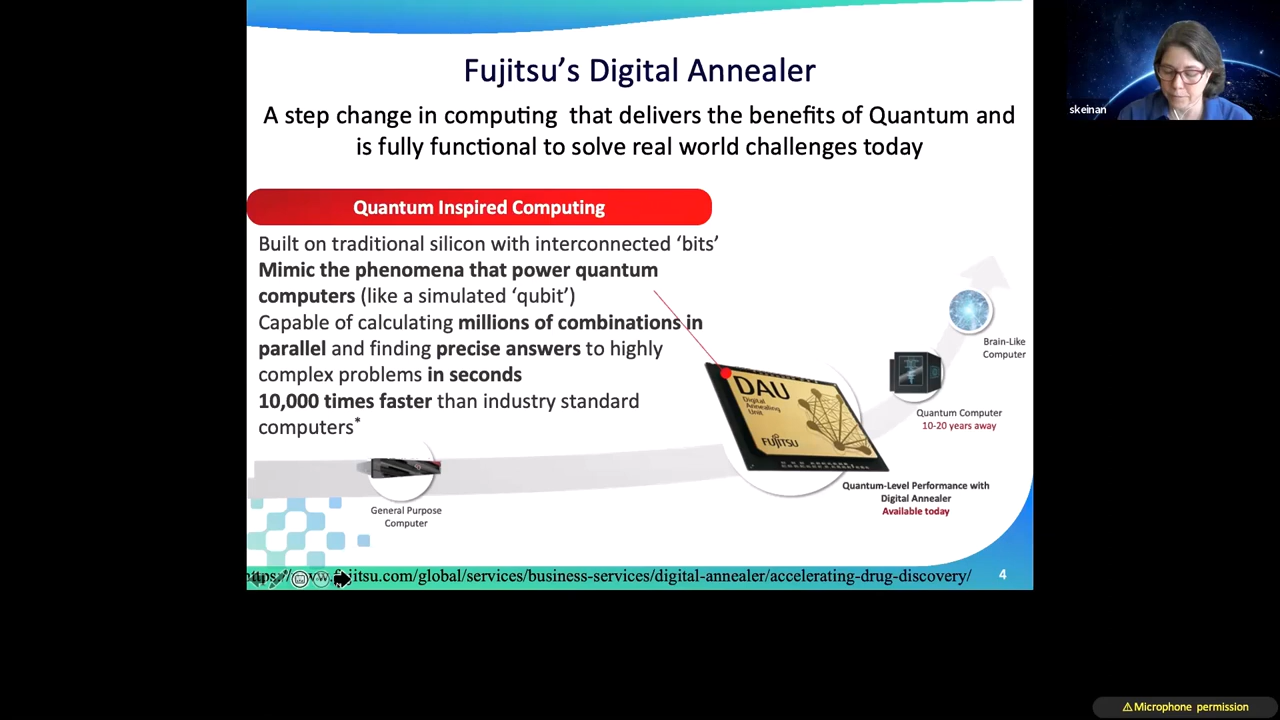 Fujitsu's Digital Annealer
A step change in computing that delivers the benefits of Quantum and
is fully functional to solve real world challenges today
skeinan
Quantum Inspired Computing
Built on traditional silicon with interconnected ‘bits’
Mimic the phenomena that power quantum
computers (like a simulated ‘qubit’)
Capable of calculating millions of combinations in
parallel and finding precise answers to highly
complex problems in seconds
10,000 times faster than industry standard
computers*
General Purpose
Computer
DAU
Digital
Annealing
Unit
FUJITSU
Quantum-Level Performance with
Digital Annealer
Available today
Quantum Computer
10-20 years away
Brain-Like
Computer
jitsu.com/global/services/business-services/digital-annealer/accelerating-drug-discovery/
4
Microphone permission